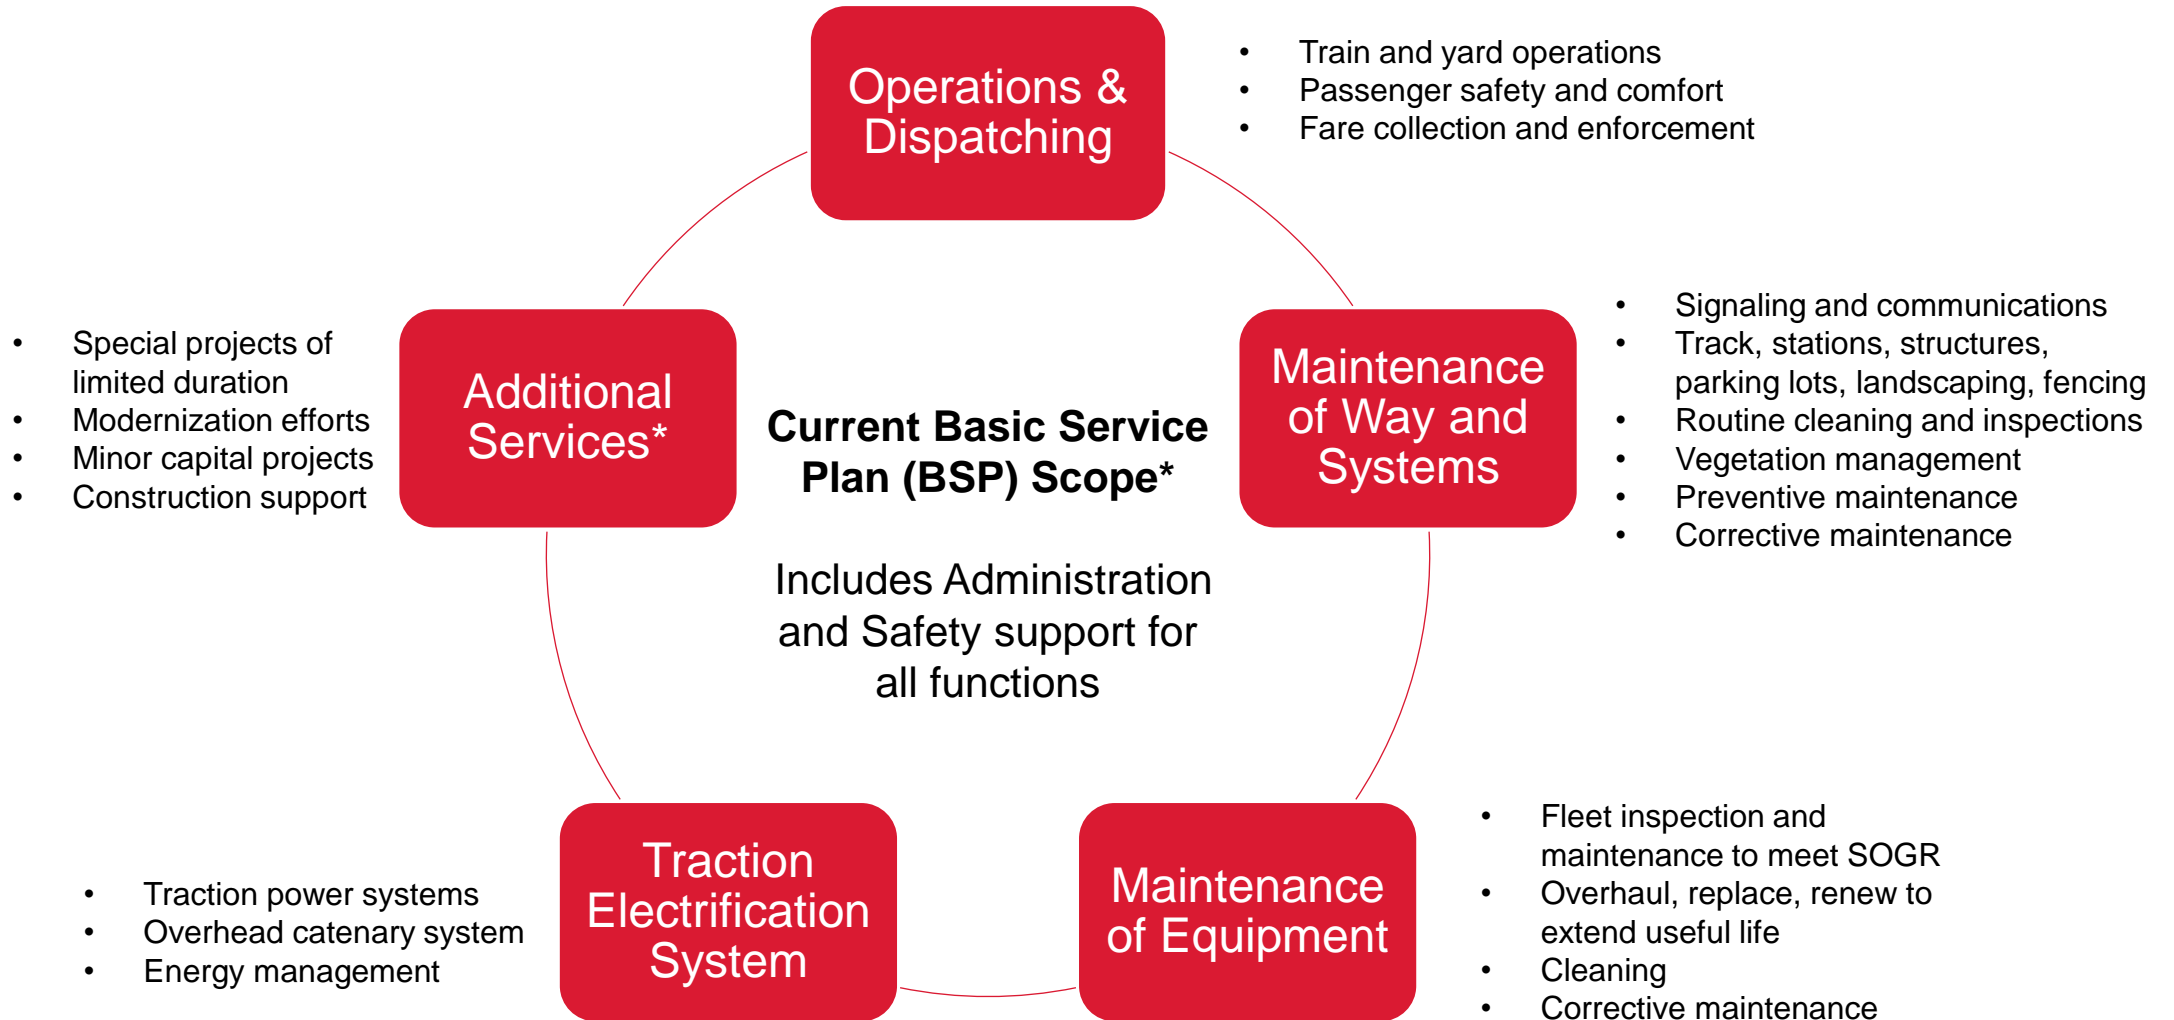 Operations &
Dispatching
• Train and yard operations
• Passenger safety and comfort
• Fare collection and enforcement
Maintenance
of Way and
Systems
• Signaling and communications
• Track, stations, structures,
parking lots, landscaping, fencing
• Routine cleaning and inspections
• Vegetation management
• Preventive maintenance
• Corrective maintenance
• Special projects of
limited duration
• Modernization efforts
• Minor capital projects
• Construction support
Additional
Services*
Current Basic Service
Plan (BSP) Scope*
Includes Administration
and Safety support for
all functions
• Traction power systems
• Overhead catenary system
• Energy management
Traction
Electrification
System
Maintenance
of Equipment
• Fleet inspection and
maintenance to meet SOGR
• Overhaul, replace, renew to
extend useful life
• Cleaning
• Corrective maintenance